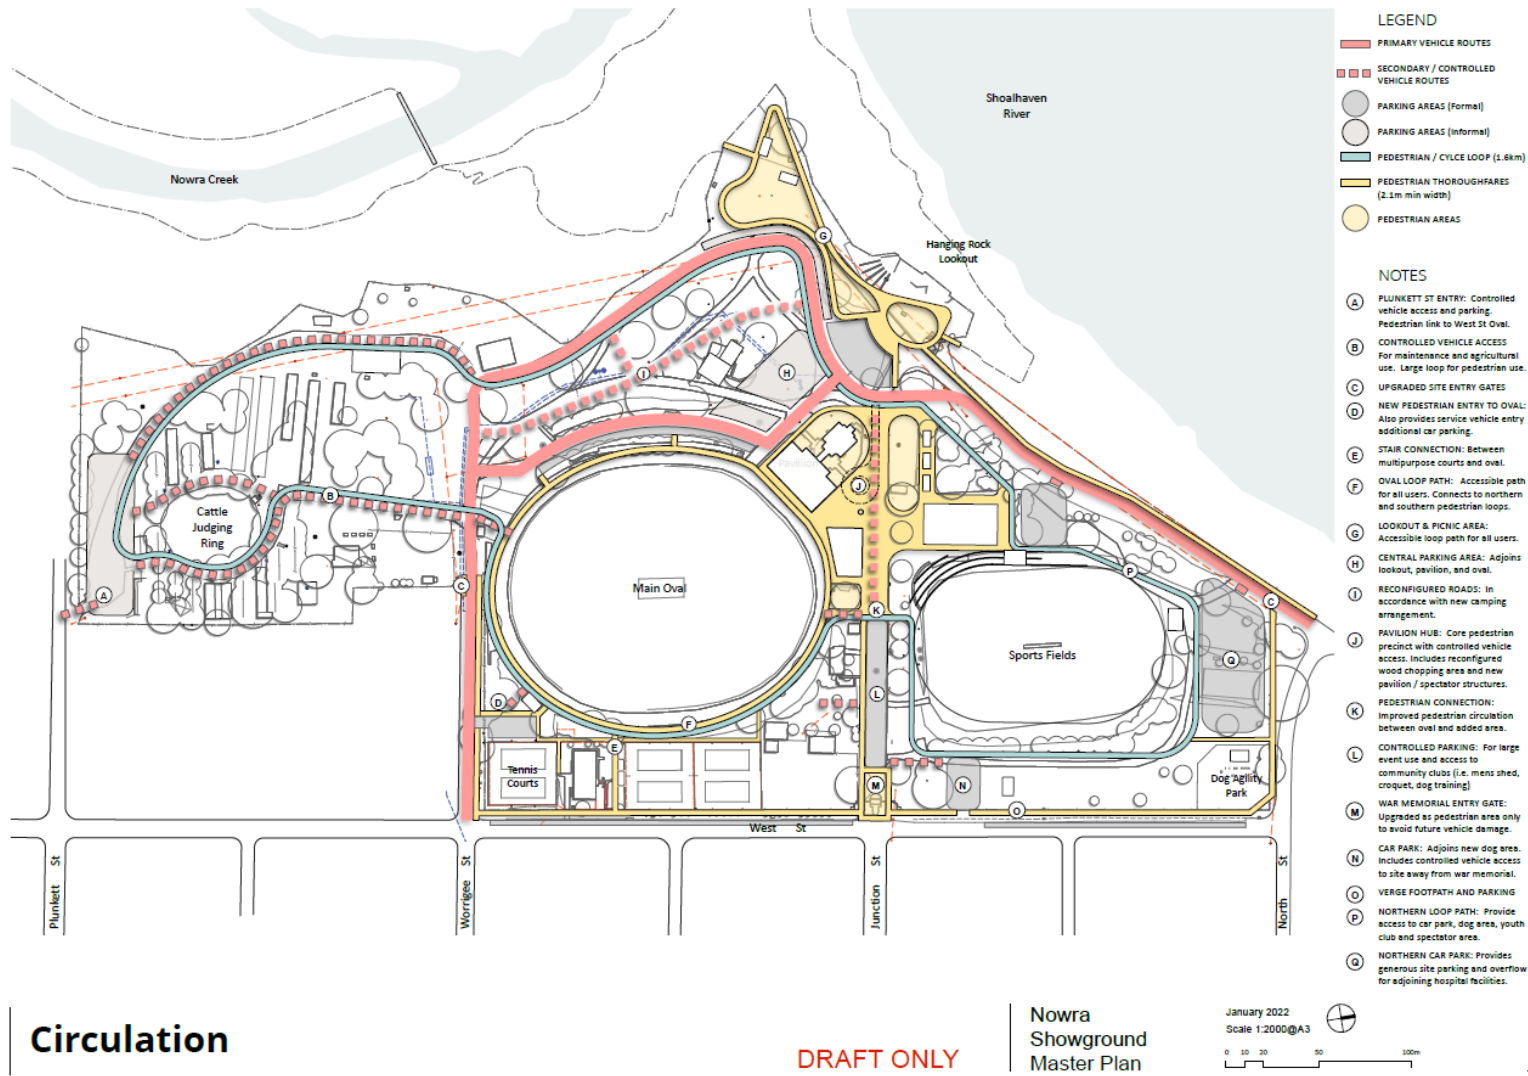 Shoalhaven
River
Nowra Creek
Hanging Rock
Lookout
G
H
I
Pavilion
J
B
Cattle
Judging
Ring
A
C
Main Oval
K
P
C
Sports Fields
Q
L
D
F
E
Tennis
Courts
M
N
Dog Agility
Park
O
West St
Plunkett St
Worrigee St
Junction St
North St
LEGEND
PRIMARY VEHICLE ROUTES
SECONDARY / CONTROLLED
VEHICLE ROUTES
PARKING AREAS (Formal)
PARKING AREAS (Informal)
PEDESTRIAN / CYLCE LOOP (1.6km)
PEDESTRIAN THOROUGHFARES
(2.1m min width)
PEDESTRIAN AREAS
NOTES
A PLUNKETT ST ENTRY: Controlled
vehicle access and parking.
Pedestrian link to West St Oval.
B CONTROLLED VEHICLE ACCESS
For maintenance and agricultural
use. Large loop for pedestrian use.
C UPGRADED SITE ENTRY GATES
D NEW PEDESTRIAN ENTRY TO OVAL:
Also provides service vehicle entry
additional car parking.
E STAIR CONNECTION: Between
multipurpose courts and oval.
F OVAL LOOP PATH: Accessible path
for all users. Connects to northern
and southern pedestrian loops.
G LOOKOUT & PICNIC AREA:
Accessible loop path for all users.
H CENTRAL PARKING AREA: Adjoins
lookout, pavilion, and oval.
I RECONFIGURED ROADS: In
accordance with new camping
arrangement.
J PAVILION HUB: Core pedestrian
precinct with controlled vehicle
access. Includes reconfigured
wood chopping area and new
pavilion / spectator structures.
K PEDESTRIAN CONNECTION:
Improved pedestrian circulation
between oval and added area.
L CONTROLLED PARKING: For large
event use and access to
community clubs (i.e. mens shed,
croquet, dog training)
M WAR MEMORIAL ENTRY GATE:
Upgraded as pedestrian area only
to avoid future vehicle damage.
N CAR PARK: Adjoins new dog area.
Includes controlled vehicle access
to site away from war memorial.
O VERGE FOOTPATH AND PARKING
P NORTHERN LOOP PATH: Provide
access to car park, dog area, youth
club and spectator area.
Q NORTHERN CAR PARK: Provides
generous site parking and overflow
for adjoining hospital facilities.
Circulation
DRAFT ONLY
Nowra
Showground
Master Plan
January 2022
Scale 1:2000@A3
0 10 20 50 100m